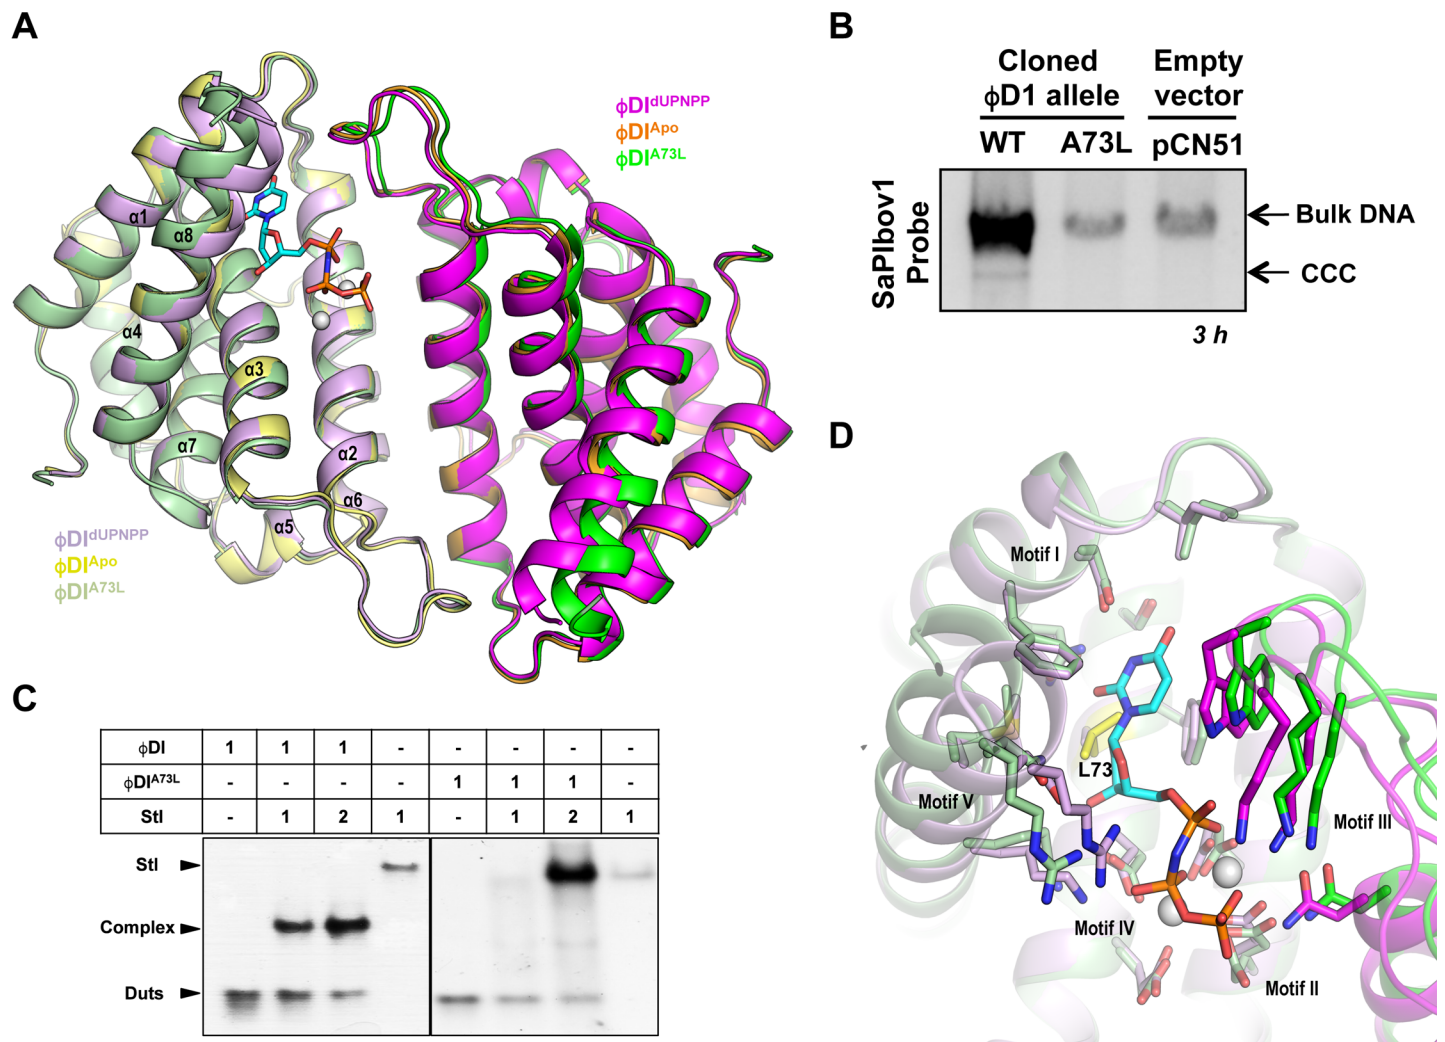 A
ϕDI^dUPNPP
ϕDI^Apo
ϕDI^A73L
α1
α8
α4
α3
α7
α2
α6
α5
ϕDI^dUPNPP
ϕDI^Apo
ϕDI^A73L
B
Cloned Empty
ϕD1 allele vector
WT A73L pCN51
SaPIbov1
Probe
Bulk DNA
CCC
3 h
C
ϕDI 1 1 1 - - - - -
ϕDI^A73L - - - - 1 1 1 -
Stl - 1 2 1 - 1 2 1
Stl
Complex
Duts
D
Motif I
L73
Motif V
Motif III
Motif IV
Motif II